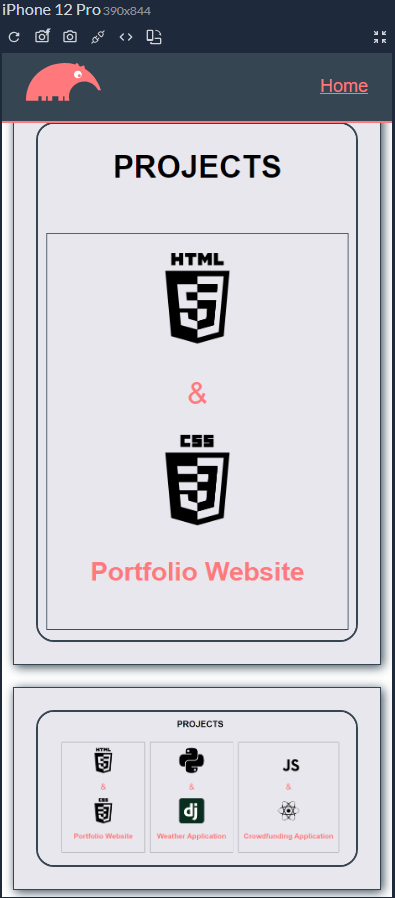 iPhone 12 Pro 390x844
Home
PROJECTS
HTML
5
&
CSS
3
Portfolio Website
PROJECTS
HTML
5
&
CSS
3
Portfolio Website
&
dj
Weather Application
JS
&
Crowdfunding Application